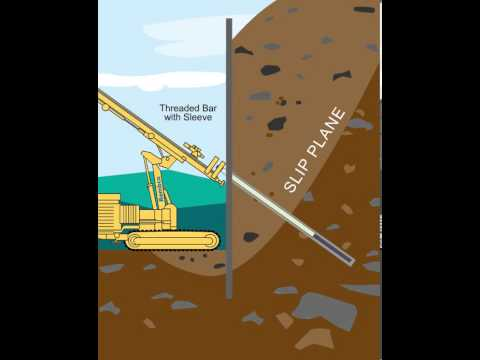 Threaded Bar
with Sleeve
SLIP PLANE